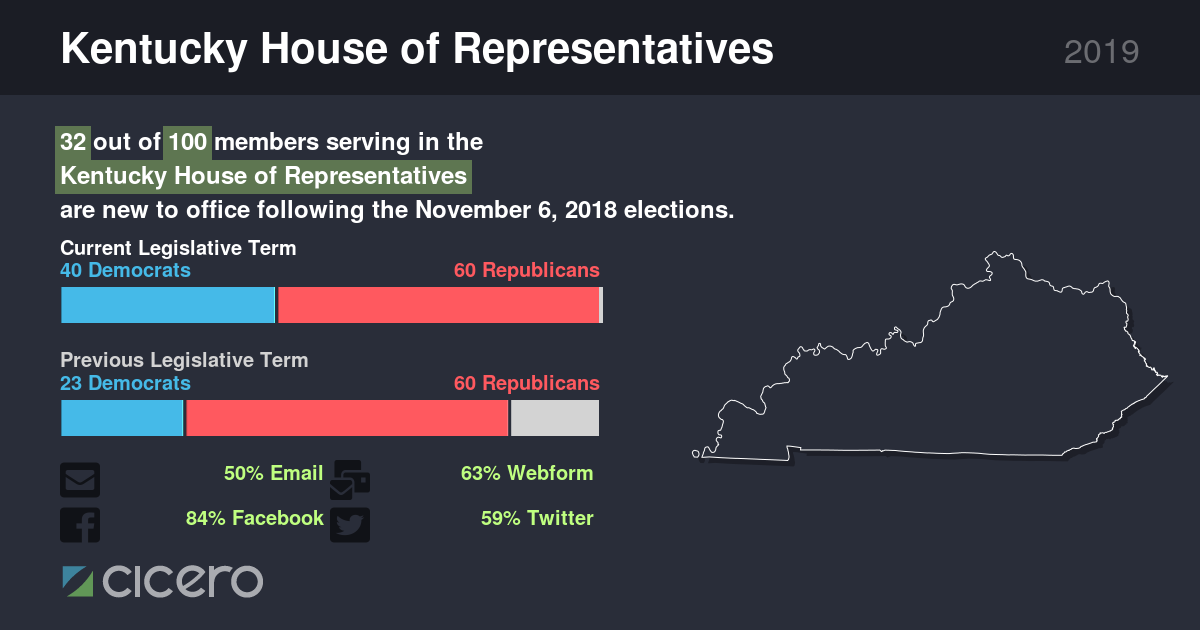 Kentucky House of Representatives
2019
32 out of 100 members serving in the
Kentucky House of Representatives
are new to office following the November 6, 2018 elections.
Current Legislative Term
40 Democrats 60 Republicans
Previous Legislative Term
23 Democrats 60 Republicans
50% Email 63% Webform
84% Facebook 59% Twitter
cicero